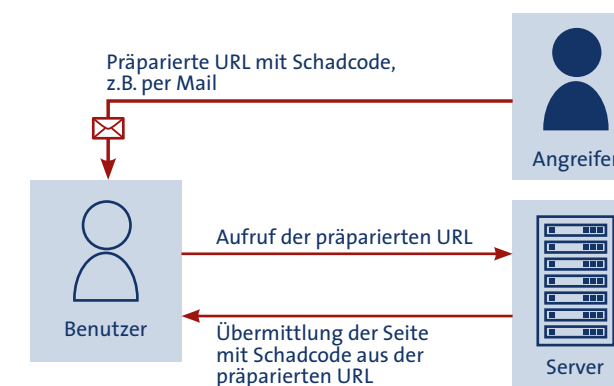 Präparierte URL mit Schadcode,
z.B. per Mail
Angreifer
Aufruf der präparierten URL
Benutzer
Übermittlung der Seite
mit Schadcode aus der
präparierten URL
Server